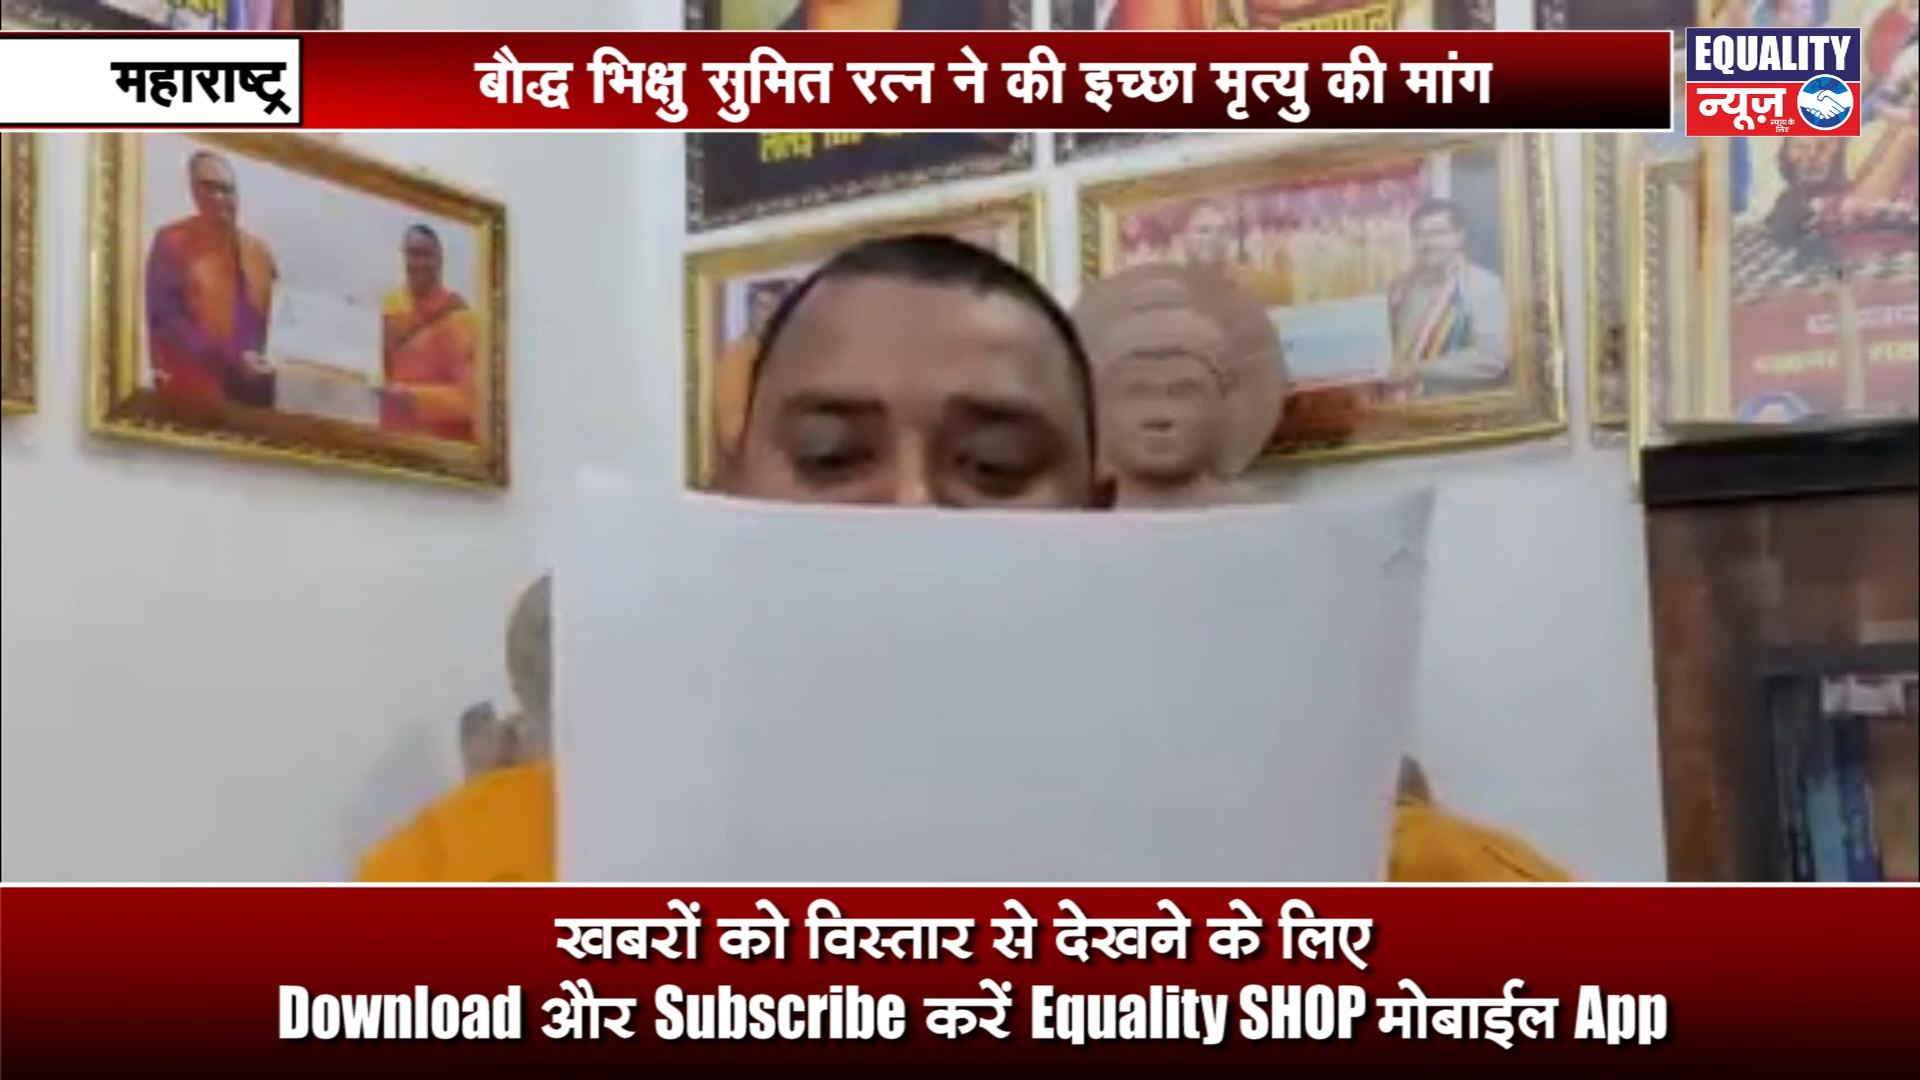 महाराष्ट्र
बौद्ध भिक्षु सुमित रत्न ने की इच्छा मृत्यु की मांग
EQUALITY
न्यूज़
न्याय के
लिए
खबरों को विस्तार से देखने के लिए
Download और Subscribe करें Equality SHOP मोबाईल App